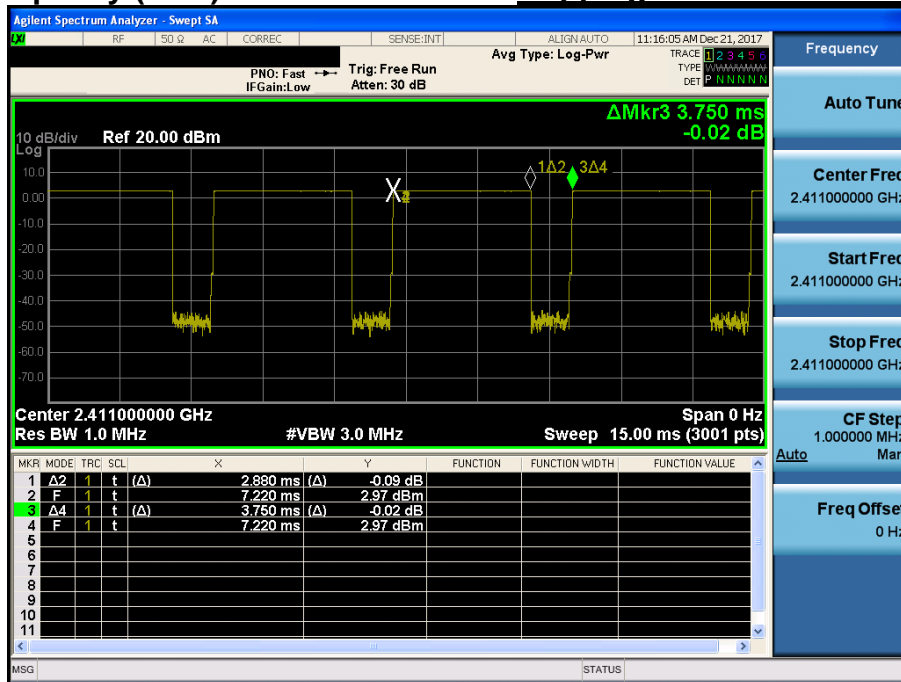 Agilent Spectrum Analyzer - Swept SA
LXI RF 50 Ω AC CORREC SENSE:INT ALIGN AUTO 11:16:05 AM Dec 21, 2017
Avg Type: Log-Pwr TRACE 1 2 3 4 5 6
PNO: Fast Trig: Free Run TYPE WWWWWW
IFGain:Low Atten: 30 dB DET P N N N N N
ΔMkr3 3.750 ms
10 dB/div Ref 20.00 dBm -0.02 dB
Log
10.0
0.00
-10.0
-20.0
-30.0
-40.0
-50.0
-60.0
-70.0
X
1Δ2 3Δ4
Center 2.411000000 GHz Span 0 Hz
Res BW 1.0 MHz #VBW 3.0 MHz Sweep 15.00 ms (3001 pts)
MKR MODE TRC SCL X Y FUNCTION FUNCTION WIDTH FUNCTION VALUE
1 Δ2 1 t (Δ) 2.880 ms (Δ) -0.09 dB
2 F 1 t 7.220 ms 2.97 dBm
3 Δ4 1 t (Δ) 3.750 ms (Δ) -0.02 dB
4 F 1 t 7.220 ms 2.97 dBm
5
6
7
8
9
10
11
MSG STATUS
Frequency
Auto Tune
Center Freq
2.411000000 GHz
Start Freq
2.411000000 GHz
Stop Freq
2.411000000 GHz
CF Step
1.000000 MHz
Auto Man
Freq Offset
0 Hz